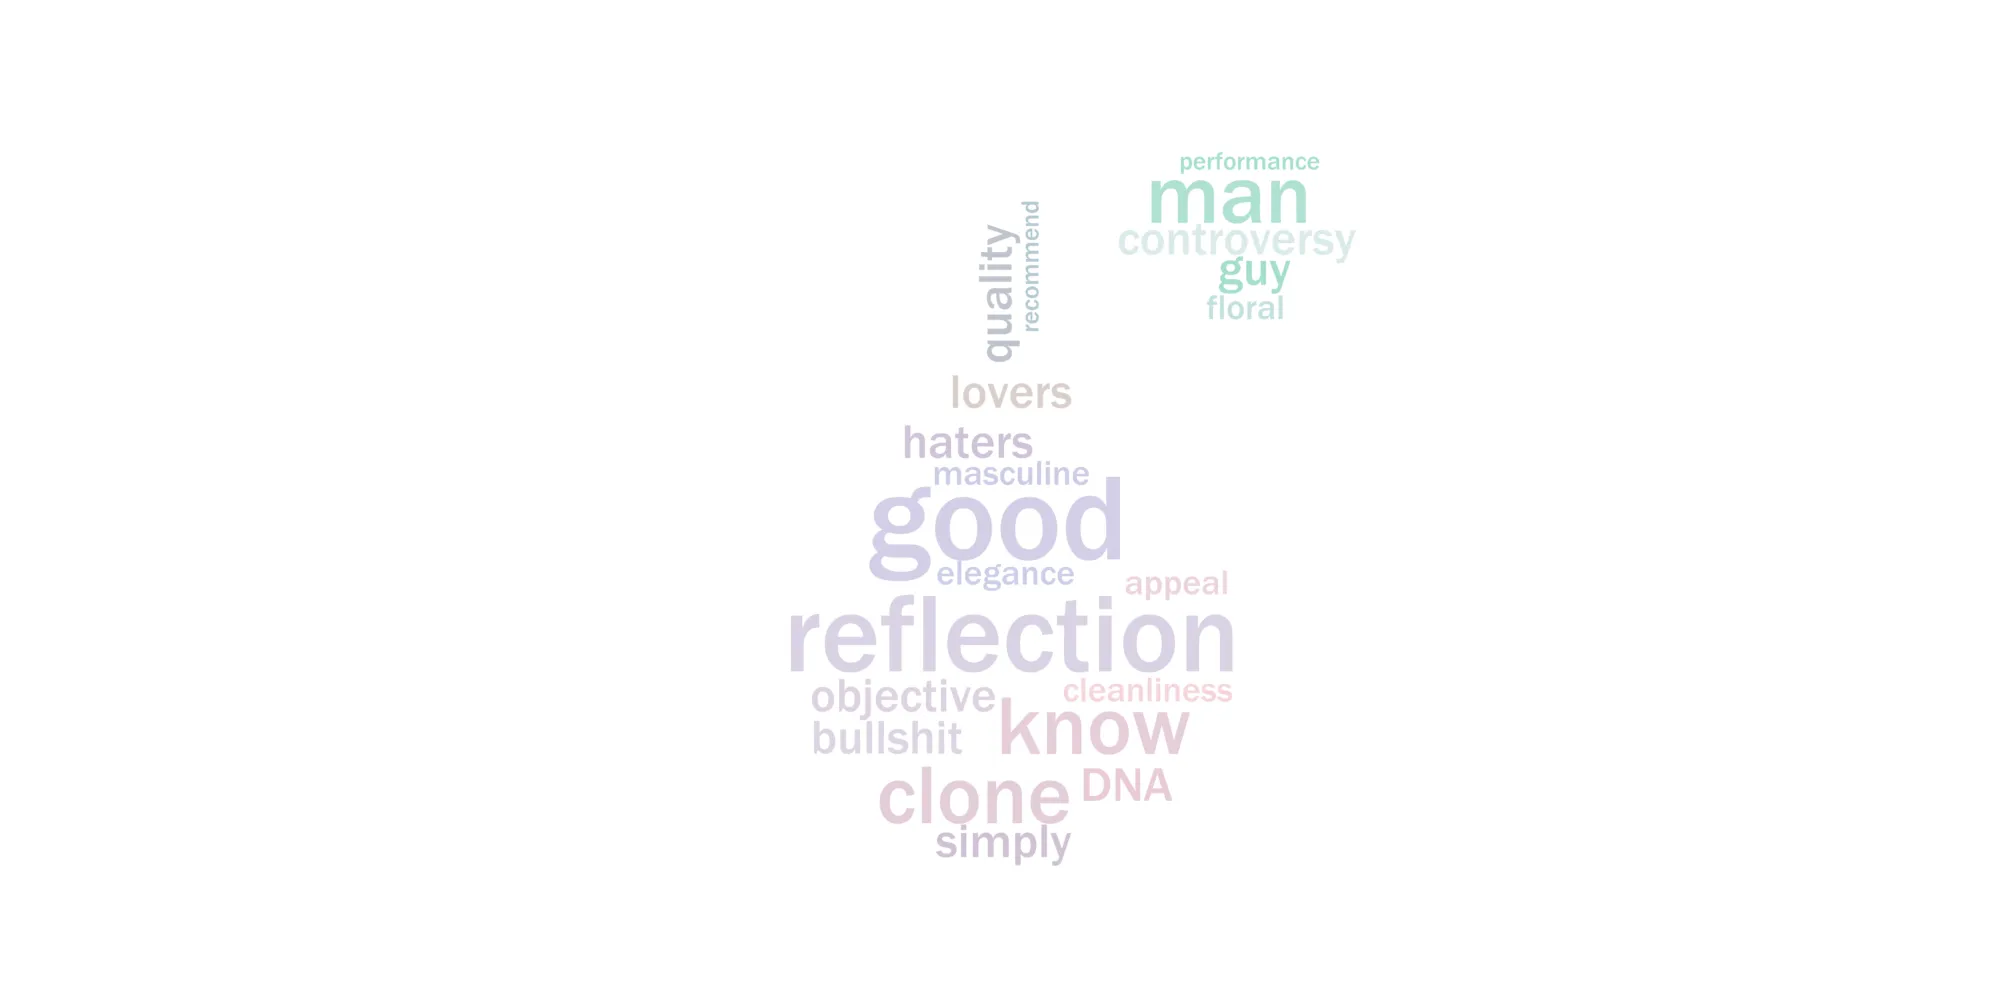 performance
man
controversy
guy
floral
quality
recommend
lovers
haters
masculine
good
elegance
appeal
reflection
objective
cleanliness
know
bullshit
clone
DNA
simply